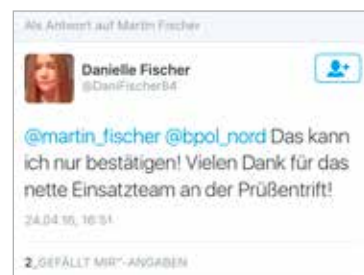 Als Antwort auf Martin Fischer
Danielle Fischer
@DaniFischer84
@martin_fischer @bpol_nord Das kann
ich nur bestätigen! Vielen Dank für das
nette Einsatzteam an der Prüßentrift!
24.04.16, 16:51
2 „GEFÄLLT MIR“-ANGABEN